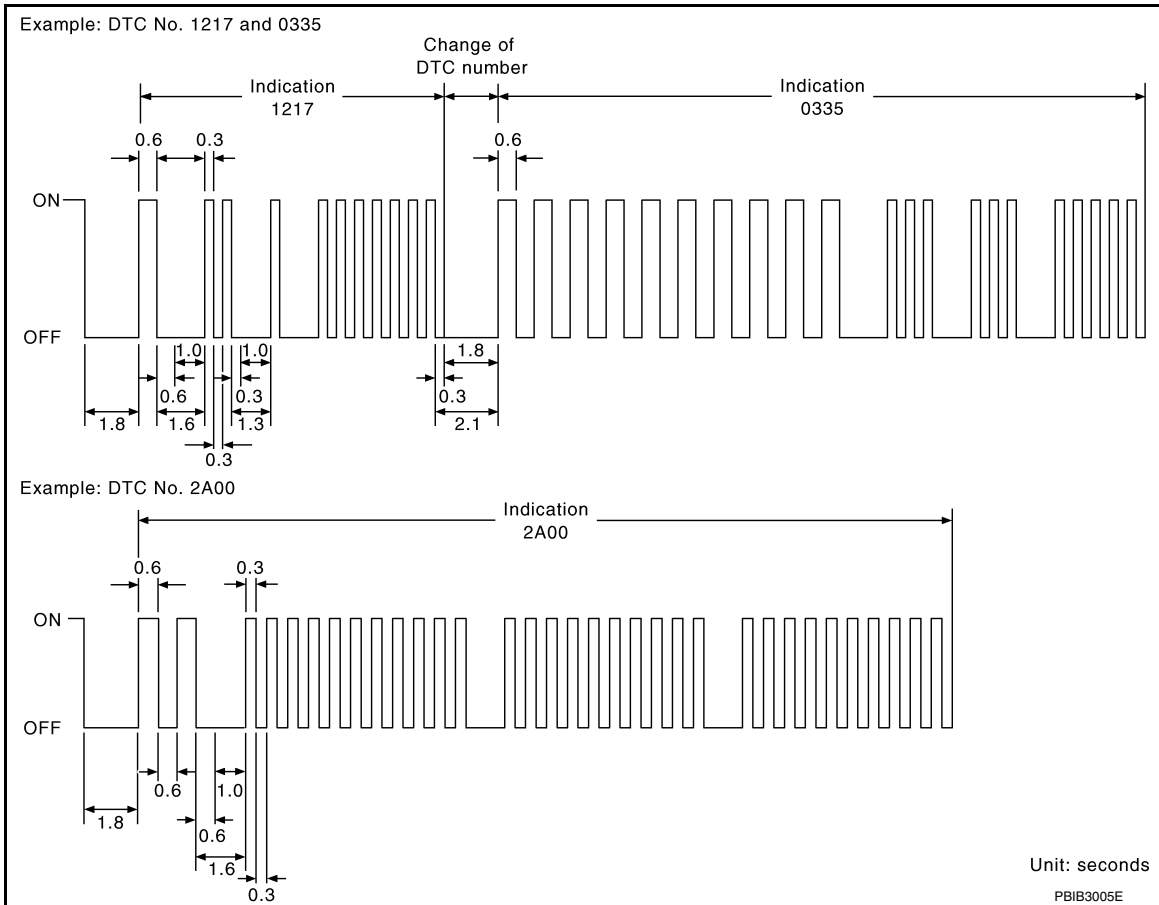 Example: DTC No. 1217 and 0335
Change of
DTC number
Indication
1217
Indication
0335
0.6
0.3
0.6
ON
OFF
1.0
1.0
1.8
0.6
0.3
0.3
1.8
1.6
1.3
2.1
0.3
Example: DTC No. 2A00
Indication
2A00
0.6
0.3
ON
OFF
0.6
1.0
1.8
0.6
1.6
0.3
Unit: seconds
PBIB3005E